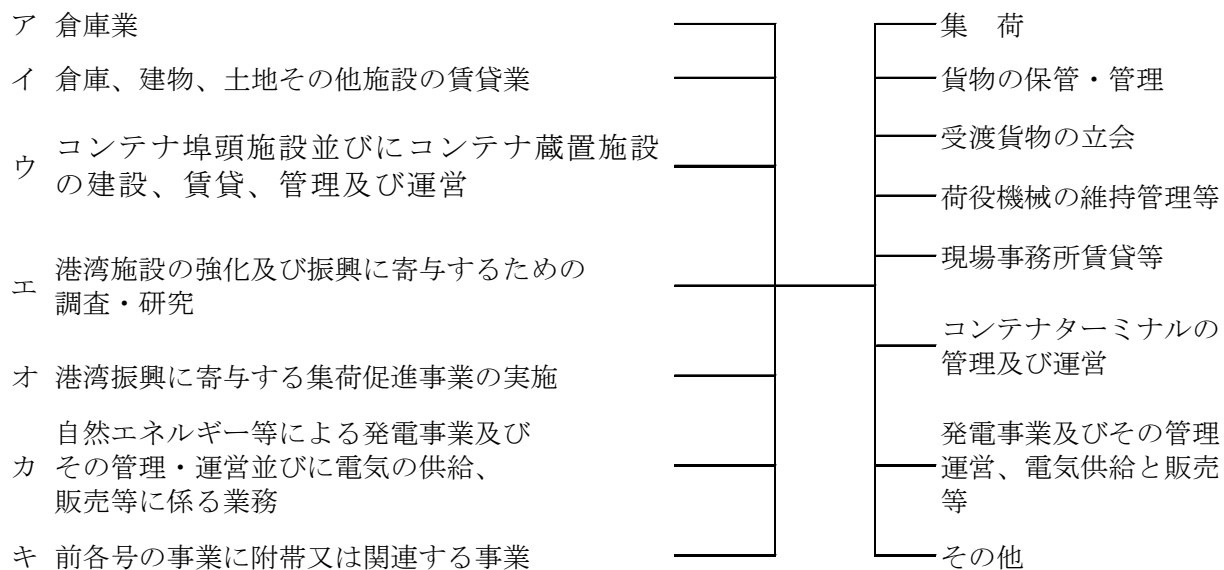 ア 倉庫業
イ 倉庫、建物、土地その他施設の賃貸業
ウ コンテナ埠頭施設並びにコンテナ蔵置施設
の建設、賃貸、管理及び運営
エ 港湾施設の強化及び振興に寄与するための
調査・研究
オ 港湾振興に寄与する集荷促進事業の実施
自然エネルギー等による発電事業及び
カ その管理・運営並びに電気の供給、
販売等に係る業務
キ 前各号の事業に附帯又は関連する事業
集　荷
貨物の保管・管理
受渡貨物の立会
荷役機械の維持管理等
現場事務所賃貸等
コンテナターミナルの
管理及び運営
発電事業及びその管理
運営、電気供給と販売
等
その他